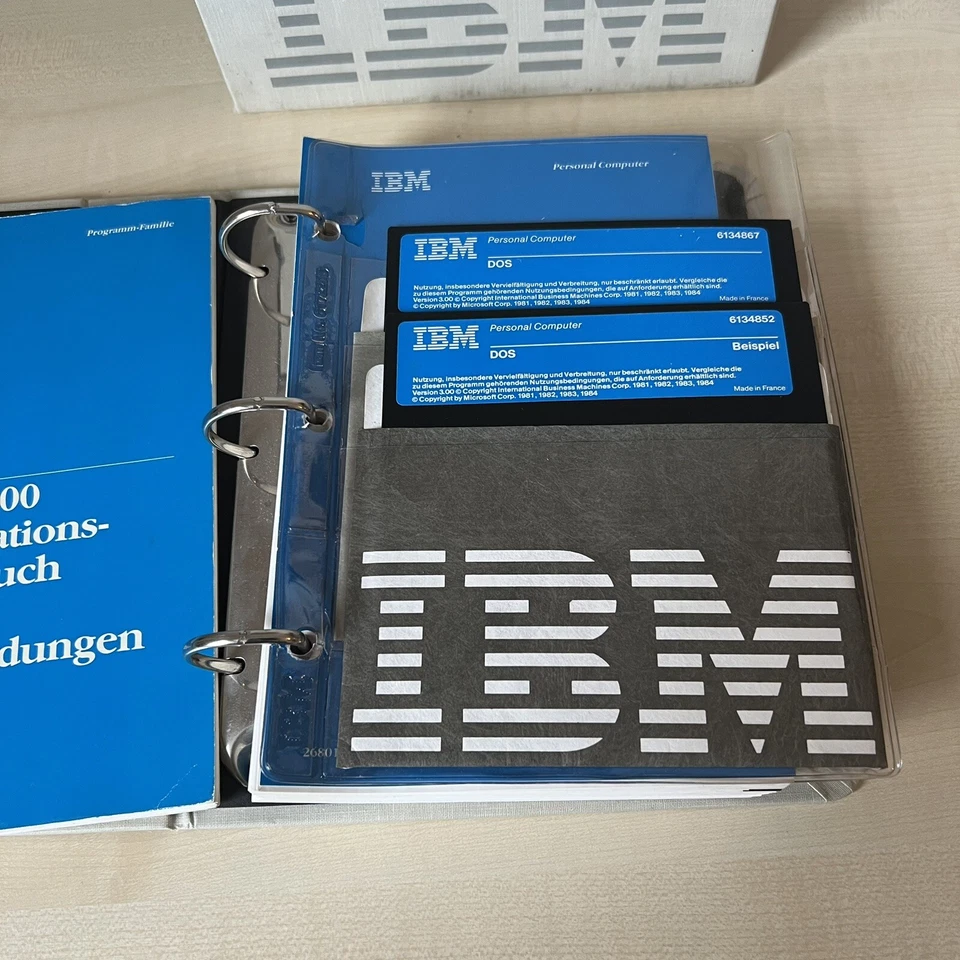 IBM
Programm-Familie
00
ations-
uch
dungen
IBM
Personal Computer
IBM
Personal Computer
6134867
DOS
Nutzung, insbesondere Vervielfältigung und Verbreitung, nur beschränkt erlaubt. Vergleiche die
zu diesem Programm gehörenden Nutzungsbedingungen, die auf Anforderung erhältlich sind.
Version 3.00 © Copyright International Business Machines Corp. 1981, 1982, 1983, 1984
© Copyright by Microsoft Corp. 1981, 1982, 1983, 1984
Made in France
IBM
Personal Computer
6134852
DOS
Beispiel
Nutzung, insbesondere Vervielfältigung und Verbreitung, nur beschränkt erlaubt. Vergleiche die
zu diesem Programm gehörenden Nutzungsbedingungen, die auf Anforderung erhältlich sind.
Version 3.00 © Copyright International Business Machines Corp. 1981, 1982, 1983, 1984
© Copyright by Microsoft Corp. 1981, 1982, 1983, 1984
Made in France
IBM
26801